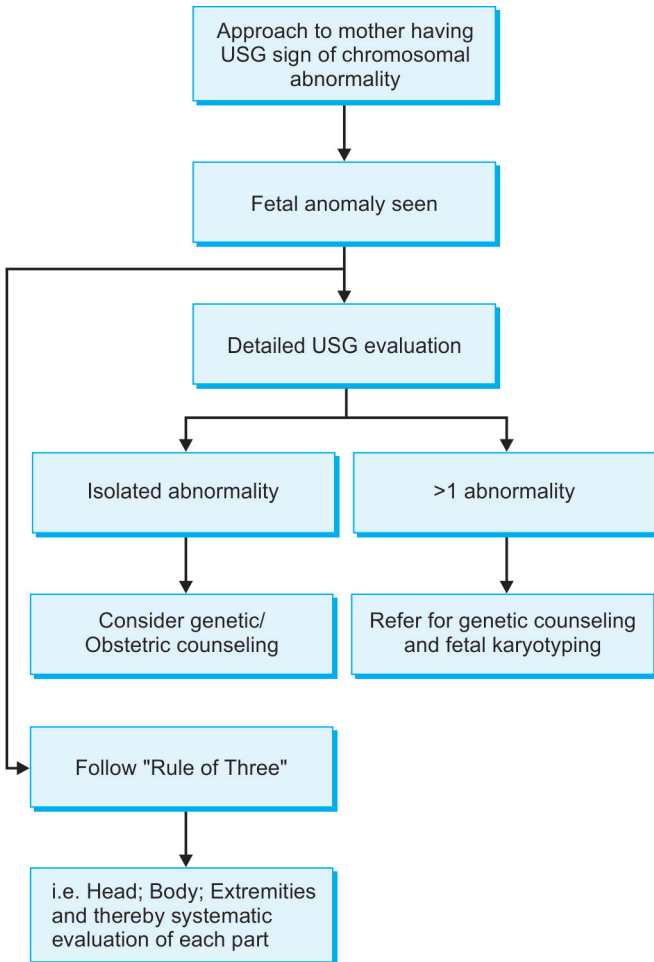 Approach to mother having
USG sign of chromosomal
abnormality
Fetal anomaly seen
Detailed USG evaluation
Isolated abnormality
>1 abnormality
Consider genetic/
Obstetric counseling
Refer for genetic counseling
and fetal karyotyping
Follow "Rule of Three"
i.e. Head; Body; Extremities
and thereby systematic
evaluation of each part